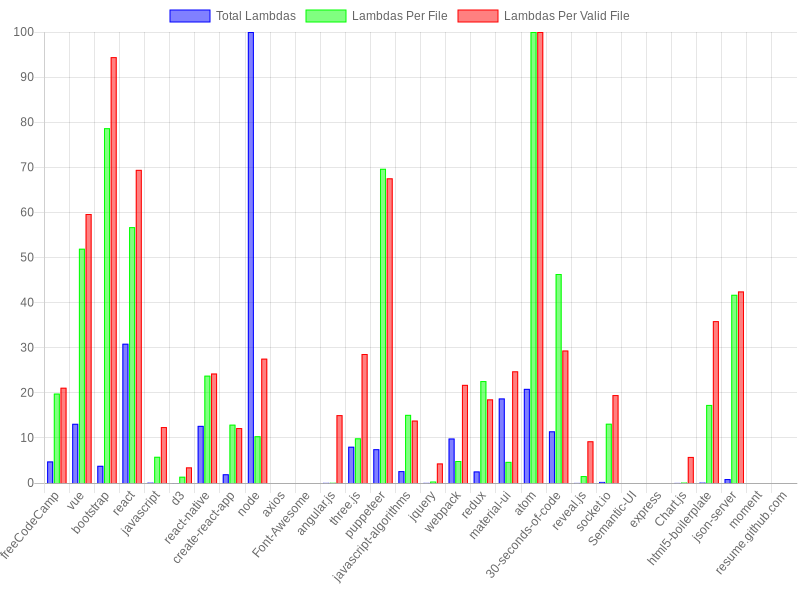 Total Lambdas Lambdas Per File Lambdas Per Valid File
100
90
80
70
60
50
40
30
20
10
0
freeCodeCamp
vue
bootstrap
react
javascript
d3
react-native
create-react-app
node
axios
Font-Awesome
angular.js
three.js
puppeteer
javascript-algorithms
jquery
webpack
redux
material-ui
atom
30-seconds-of-code
reveal.js
socket.io
Semantic-UI
express
Chart.js
html5-boilerplate
json-server
moment
resume.github.com